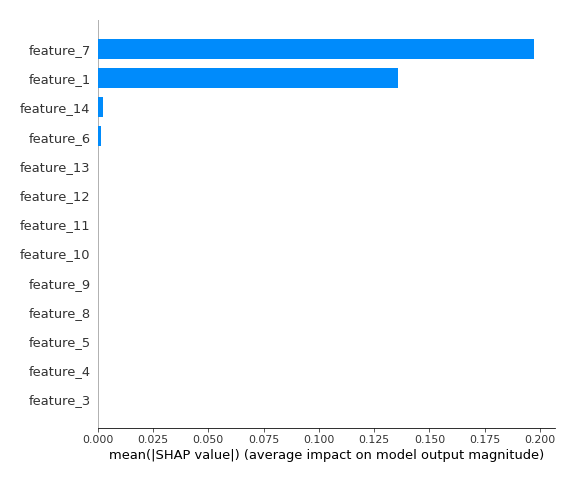 feature_7
feature_1
feature_14
feature_6
feature_13
feature_12
feature_11
feature_10
feature_9
feature_8
feature_5
feature_4
feature_3
0.000 0.025 0.050 0.075 0.100 0.125 0.150 0.175 0.200
mean(|SHAP value|) (average impact on model output magnitude)